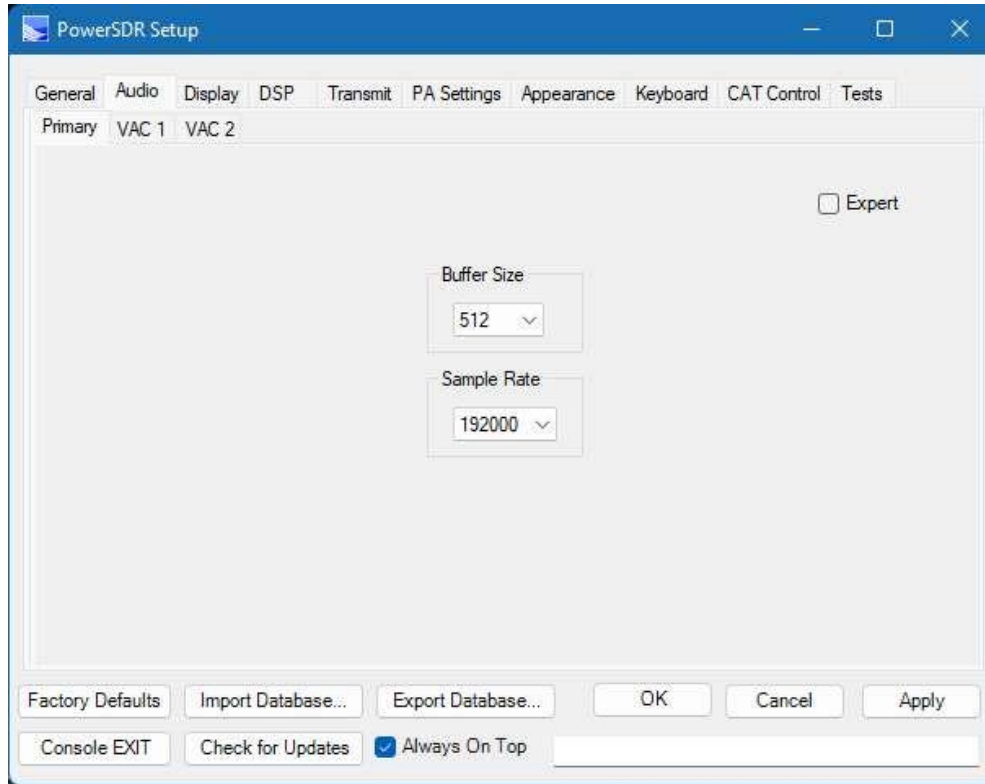 PowerSDR Setup
General Audio Display DSP Transmit PA Settings Appearance Keyboard CAT Control Tests
Primary VAC 1 VAC 2
Expert
Buffer Size
512
Sample Rate
192000
Factory Defaults Import Database... Export Database... OK Cancel Apply
Console EXIT Check for Updates Always On Top